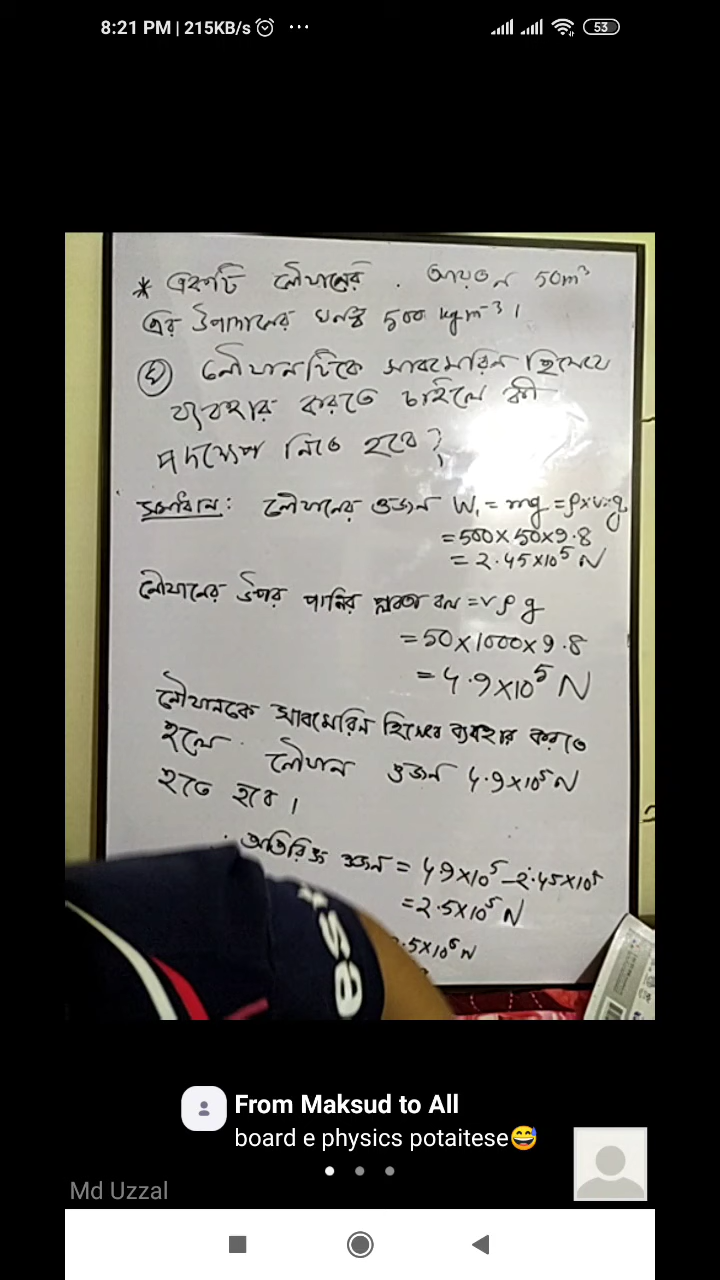 8:21 PM | 215KB/s ...
53
* একটি নৌযানের . আয়তন 50m³
এর উপাদানের ঘনত্ব 500 kgm⁻³ ।
(ঘ) নৌযানটিকে সাবমেরিন হিসেবে
ব্যবহার করতে চাইলে কী
পদক্ষেপ নিতে হবে?
সমাধান: নৌযানের ওজন W₁ = mg = ρ×v×g
= 500×50×9.8
= 2.45×10⁵ N
নৌযানের উপর পানির প্লবতা বল = vρg
= 50×1000×9.8
= 4.9×10⁵ N
নৌযানকে সাবমেরিন হিসেবে ব্যবহার করতে
হলে নৌযান ওজন 4.9×10⁵ N
হতে হবে ।
অতিরিক্ত ওজন = 4.9×10⁵ - 2.45×10⁵
= 2.5×10⁵ N
.5×10⁵ N
From Maksud to All
board e physics potaitese😅
Md Uzzal